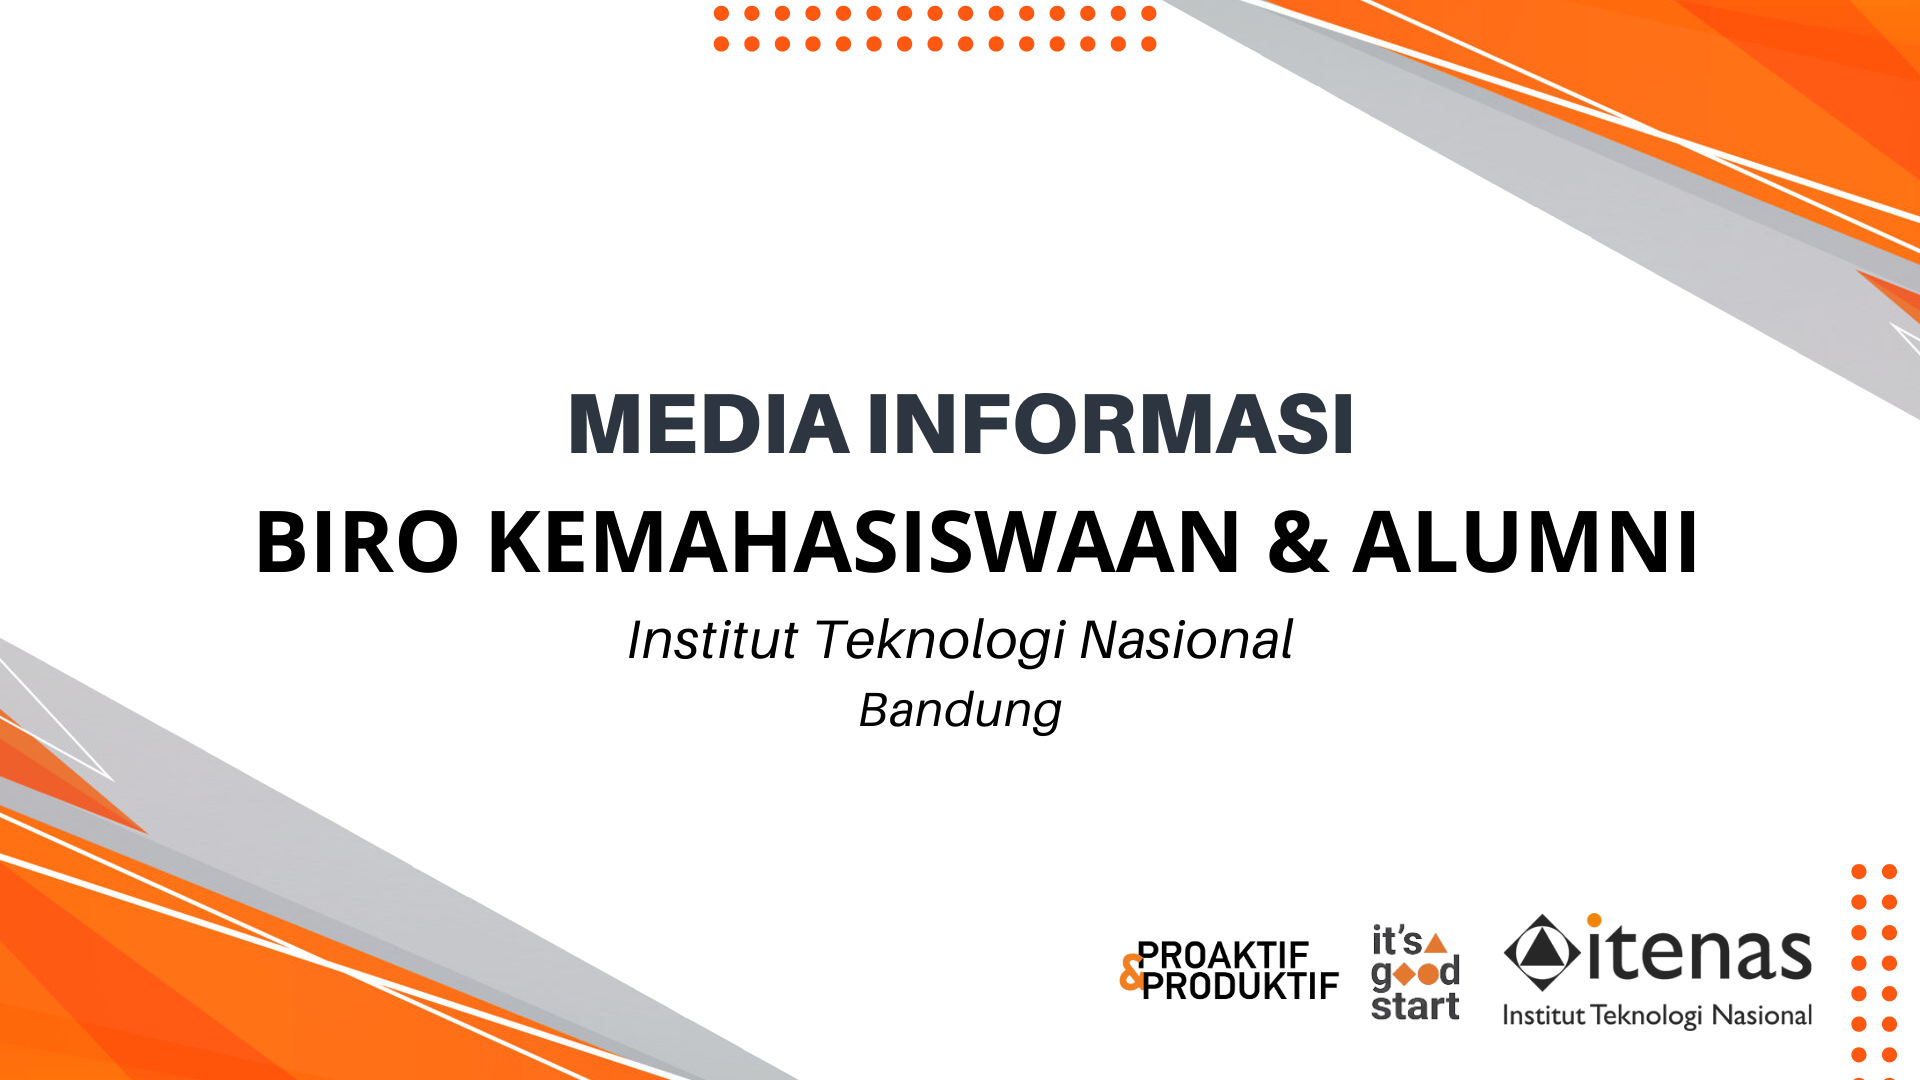 MEDIA INFORMASI
BIRO KEMAHASISWAAN & ALUMNI
Institut Teknologi Nasional
Bandung
PROAKTIF
&PRODUKTIF
it's
good
start
itenas
Institut Teknologi Nasional